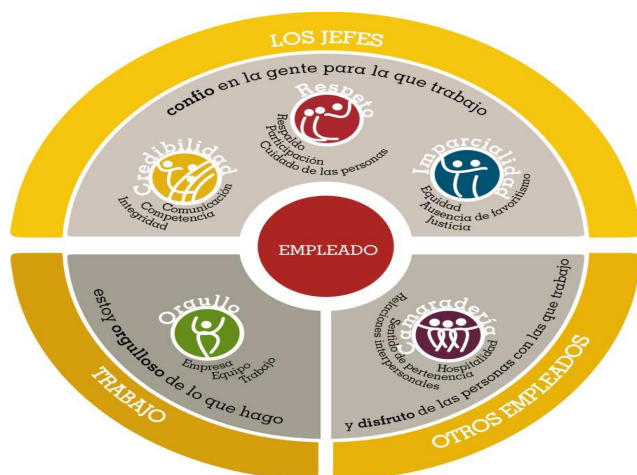 LOS JEFES
confio en la gente para la que trabajo
Respeto
Respaldo
Participación
Cuidado de las personas
Credibilidad
Comunicación
Competencia
Integridad
Imparcialidad
Equidad
Ausencia de favoritismo
Justicia
EMPLEADO
Orgullo
Empresa
Equipo
Trabajo
estoy orgulloso de lo que hago
TRABAJO
Camaradería
Hospitalidad
Sentido de pertenencia
Relaciones interpersonales
y disfruto de las personas con las que trabajo
OTROS EMPLEADOS